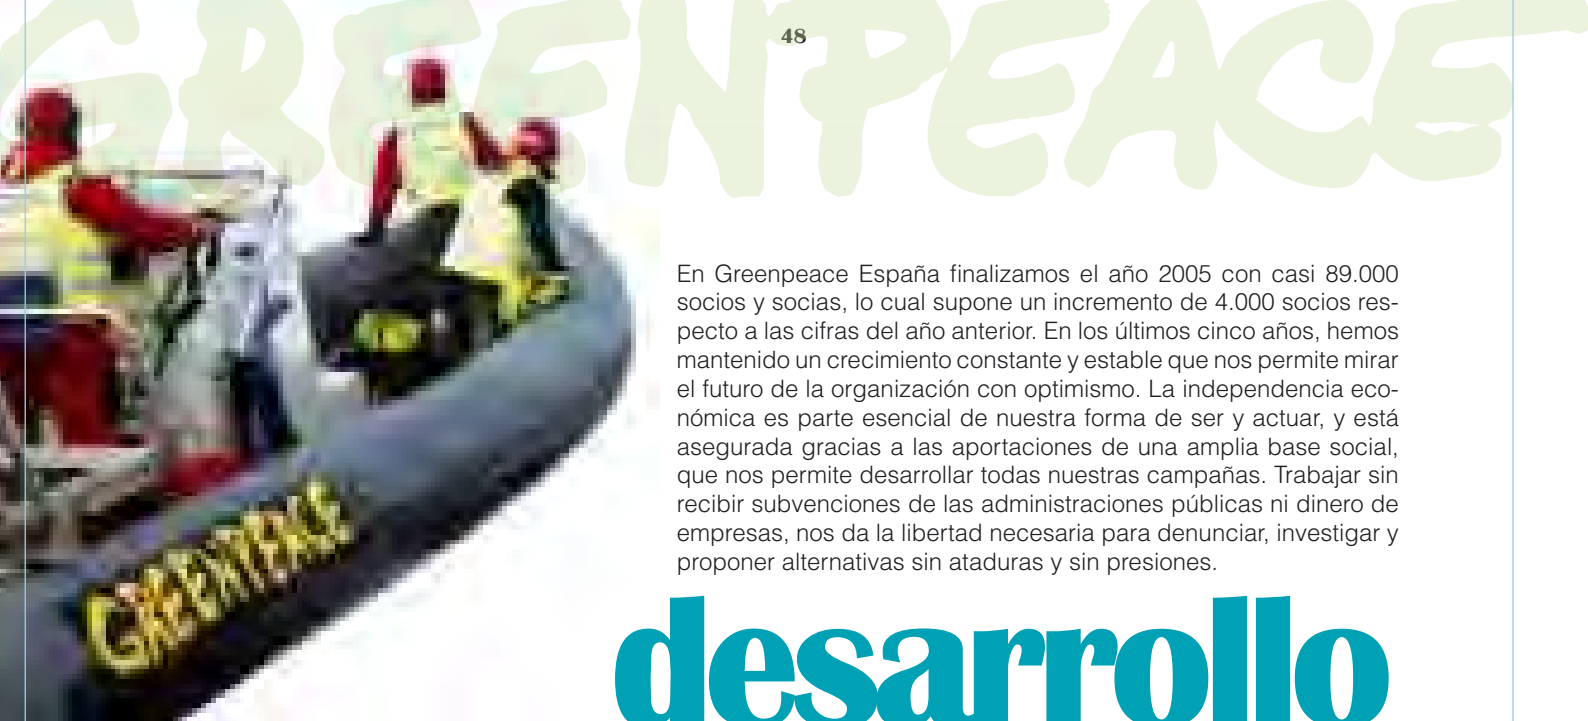 GREENPEACE
48
En Greenpeace España finalizamos el año 2005 con casi 89.000
socios y socias, lo cual supone un incremento de 4.000 socios res-
pecto a las cifras del año anterior. En los últimos cinco años, hemos
mantenido un crecimiento constante y estable que nos permite mirar
el futuro de la organización con optimismo. La independencia eco-
nómica es parte esencial de nuestra forma de ser y actuar, y está
asegurada gracias a las aportaciones de una amplia base social,
que nos permite desarrollar todas nuestras campañas. Trabajar sin
recibir subvenciones de las administraciones públicas ni dinero de
empresas, nos da la libertad necesaria para denunciar, investigar y
proponer alternativas sin ataduras y sin presiones.
GREENPEACE
desarrollo